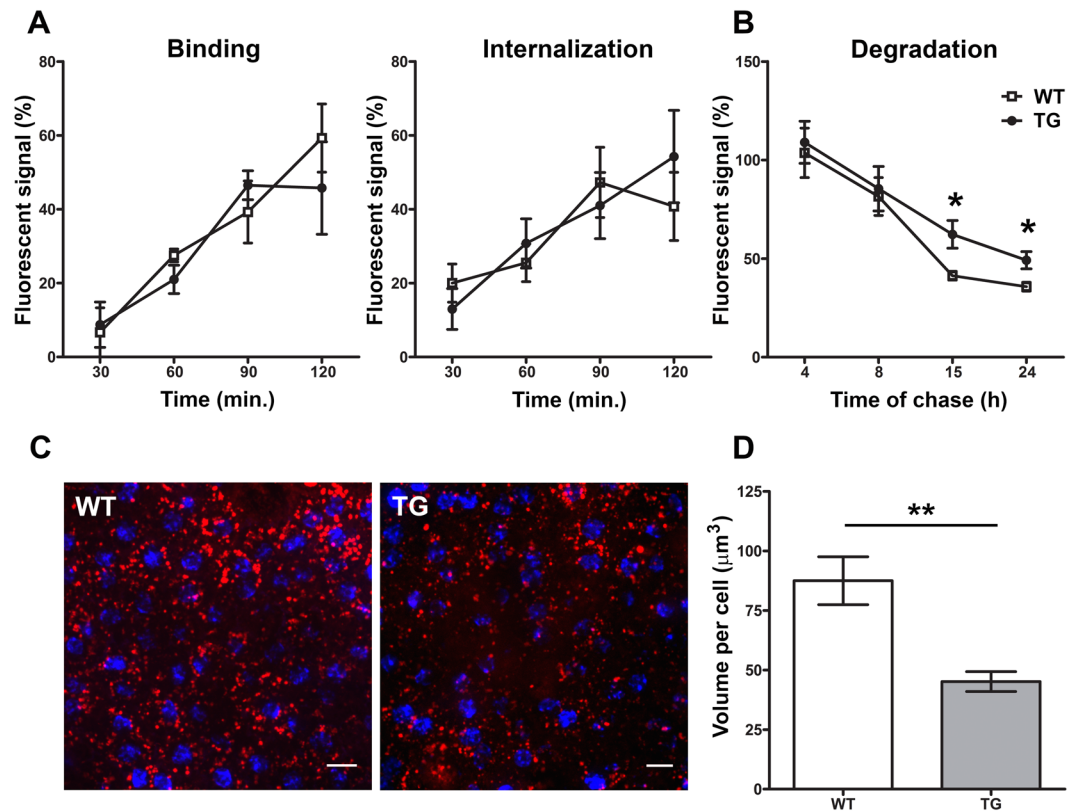 A
Binding
Fluorescent signal (%)
80
60
40
20
0
30 60 90 120
Time (min.)
Internalization
Fluorescent signal (%)
80
60
40
20
0
30 60 90 120
Time (min.)
B
Degradation
Fluorescent signal (%)
150
100
50
0
WT
TG
*
*
4 8 15 24
Time of chase (h)
C
WT
TG
D
Volume per cell (μm³)
125
100
75
50
25
0
**
WT TG